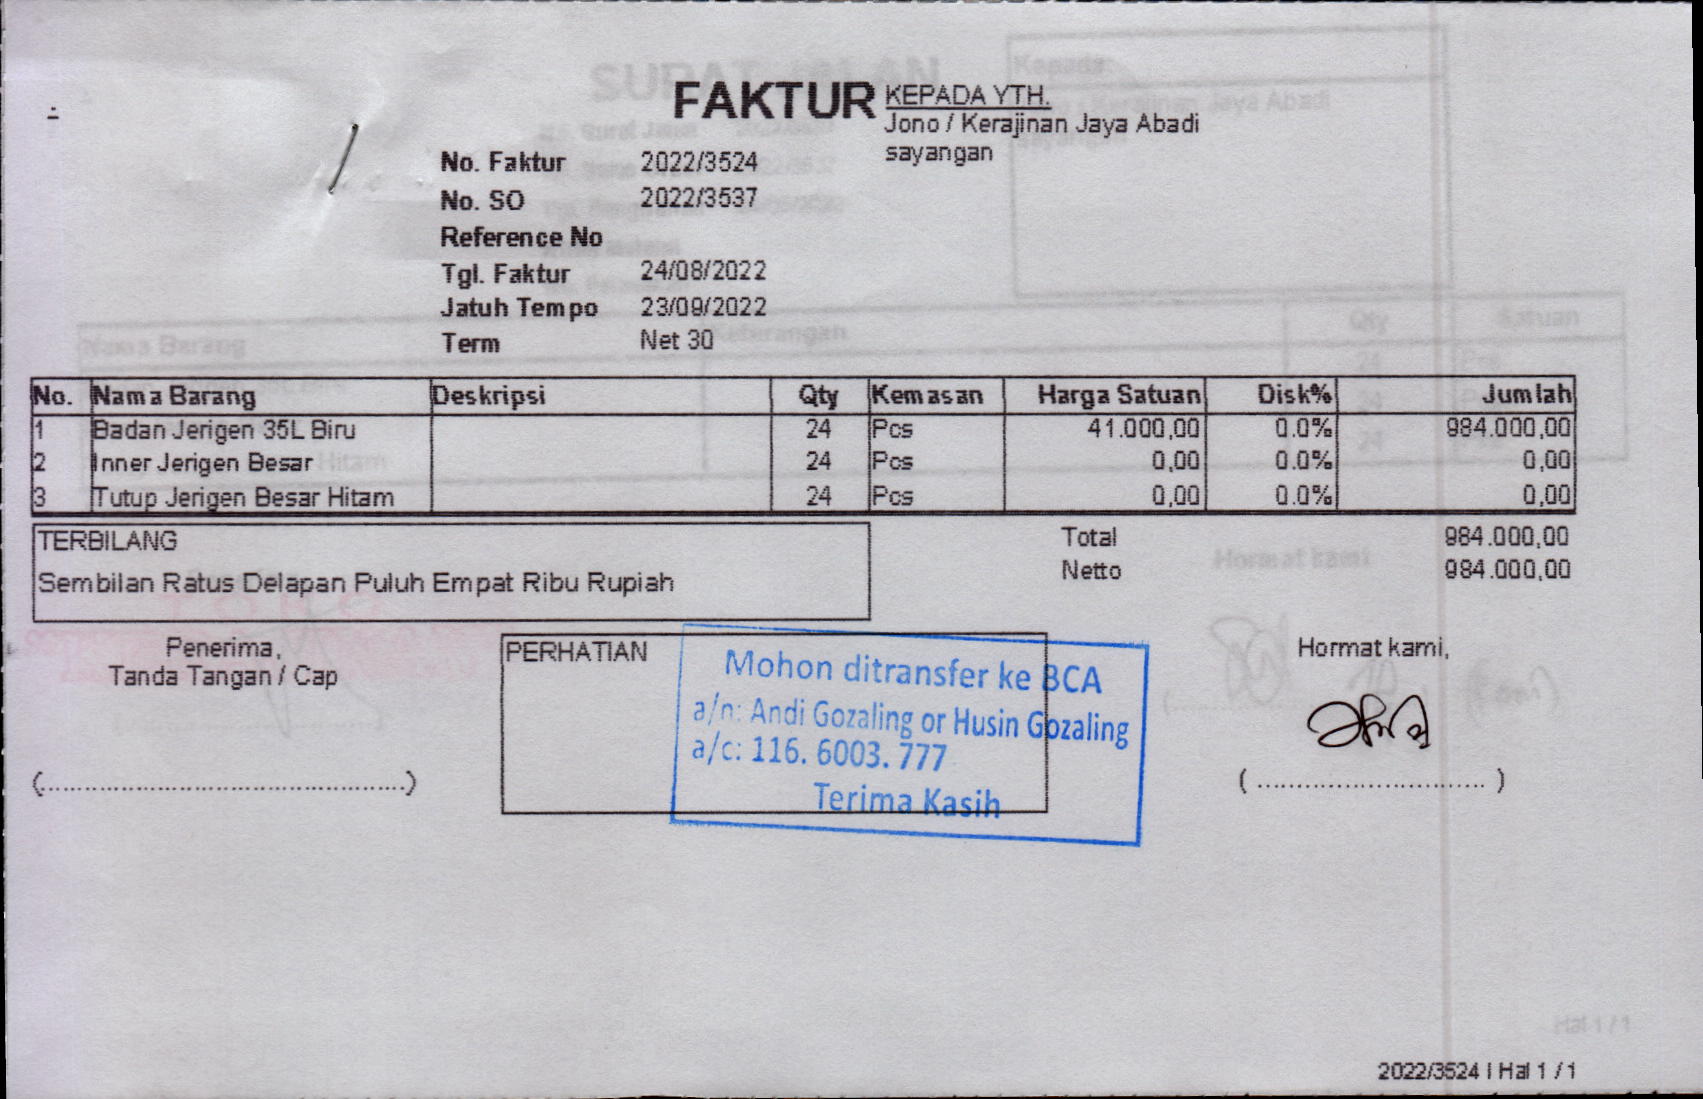 FAKTUR
KEPADA YTH.
Jono / Kerajinan Jaya Abadi
sayangan
No. Faktur 2022/3524
No. SO 2022/3537
Reference No
Tgl. Faktur 24/08/2022
Jatuh Tempo 23/09/2022
Term Net 30
No. Nama Barang Deskripsi Qty Kemasan Harga Satuan Disk% Jumlah
1 Badan Jerigen 35L Biru 24 Pcs 41.000,00 0.0% 984.000,00
2 Inner Jerigen Besar 24 Pcs 0,00 0.0% 0,00
3 Tutup Jerigen Besar Hitam 24 Pcs 0,00 0.0% 0,00
TERBILANG
Sembilan Ratus Delapan Puluh Empat Ribu Rupiah
Total 984.000,00
Netto 984.000,00
Penerima,
Tanda Tangan / Cap
(................................................)
PERHATIAN
Mohon ditransfer ke BCA
a/n: Andi Gozaling or Husin Gozaling
a/c: 116. 6003. 777
Terima Kasih
Hormat kami,
( .............................. )
2022/3524 | Hal 1 / 1